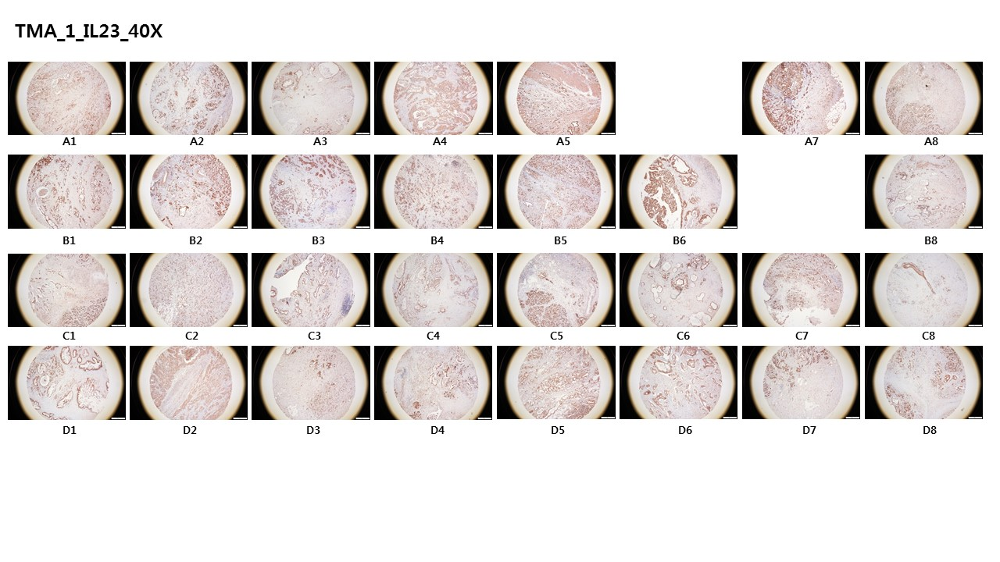 TMA_1_IL23_40X
A1 A2 A3 A4 A5 A7 A8
B1 B2 B3 B4 B5 B6 B8
C1 C2 C3 C4 C5 C6 C7 C8
D1 D2 D3 D4 D5 D6 D7 D8